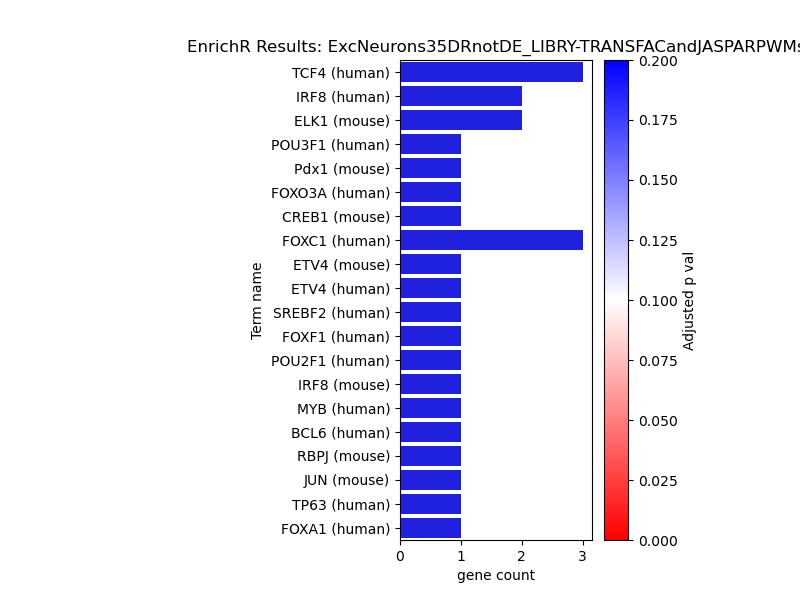 EnrichR Results: ExcNeurons35DRnotDE_LIBRY-TRANSFACandJASPARPWMs
TCF4 (human)
IRF8 (human)
ELK1 (mouse)
POU3F1 (human)
Pdx1 (mouse)
FOXO3A (human)
CREB1 (mouse)
FOXC1 (human)
ETV4 (mouse)
ETV4 (human)
SREBF2 (human)
FOXF1 (human)
POU2F1 (human)
IRF8 (mouse)
MYB (human)
BCL6 (human)
RBPJ (mouse)
JUN (mouse)
TP63 (human)
FOXA1 (human)
Term name
0 1 2 3
gene count
0.200
0.175
0.150
0.125
0.100
0.075
0.050
0.025
0.000
Adjusted p val